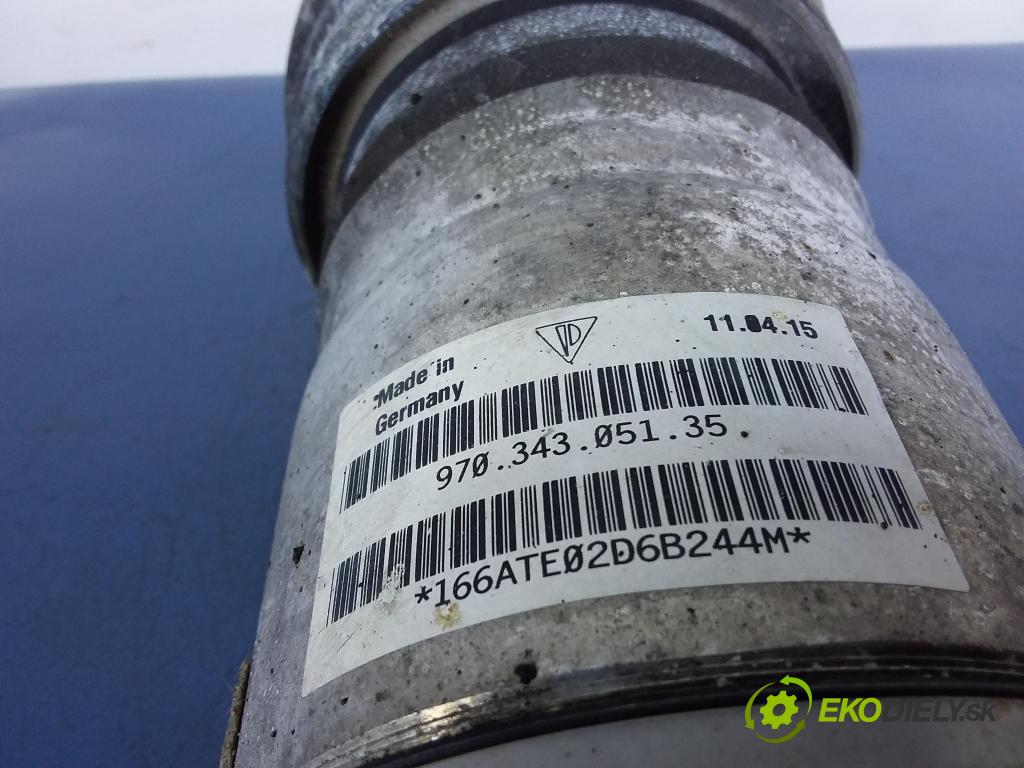 Made in
Germany
11.04.15
970.343.051.35
*166ATE02D6B244M*
EKODIELY.SK